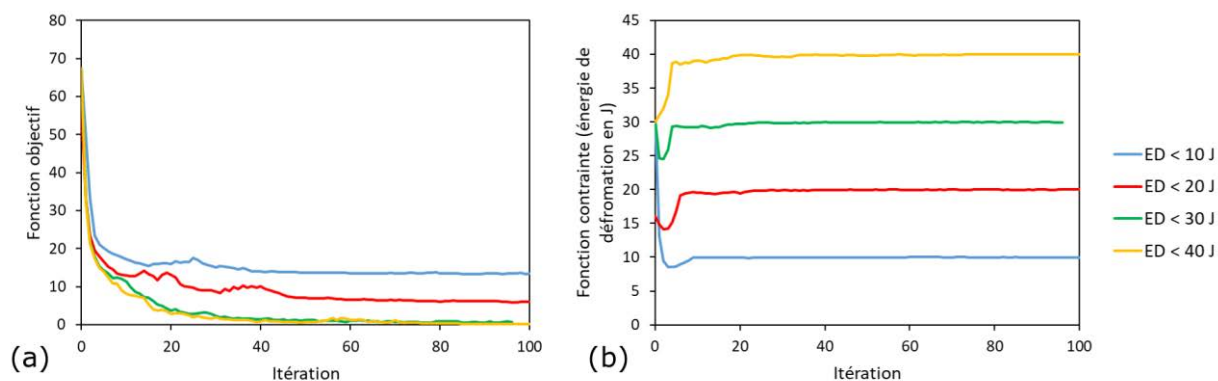 80
70
60
50
40
30
20
10
0
Fonction objectif
0 20 40 60 80 100
Itération
(a)
45
40
35
30
25
20
15
10
5
0
Fonction contrainte (énergie de
défromation en J)
0 20 40 60 80 100
Itération
(b)
ED < 10 J
ED < 20 J
ED < 30 J
ED < 40 J